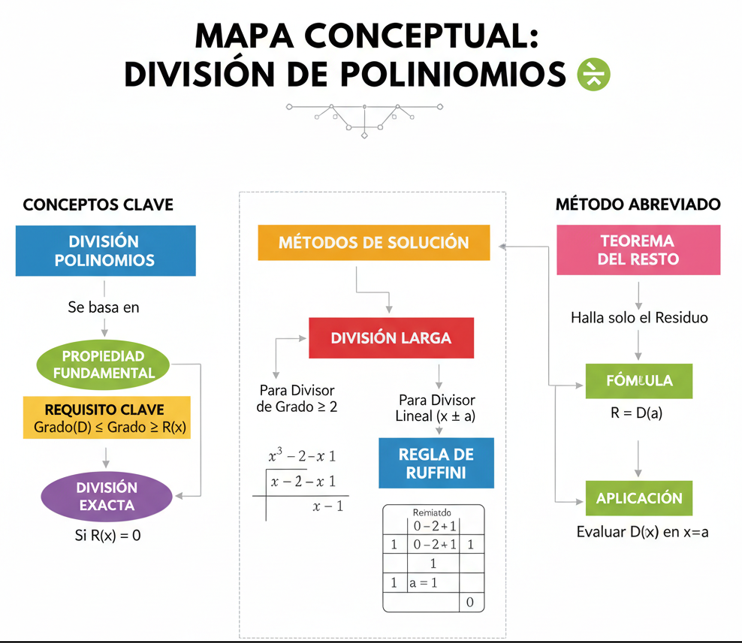 MAPA CONCEPTUAL:
DIVISIÓN DE POLINIOMIOS
CONCEPTOS CLAVE
DIVISIÓN
POLINOMIOS
Se basa en
PROPIEDAD
FUNDAMENTAL
REQUISITO CLAVE
Grado(D) ≤ Grado ≥ R(x)
DIVISIÓN
EXACTA
Si R(x) = 0
MÉTODOS DE SOLUCIÓN
DIVISIÓN LARGA
Para Divisor
de Grado ≥ 2
x³ − 2 − x 1
x − 2 − x 1
x − 1
Para Divisor
Lineal (x ± a)
REGLA DE
RUFFINI
Remiatdo
0 − 2 + 1
1 0 − 2 + 1 1
1
1 a = 1
0
MÉTODO ABREVIADO
TEOREMA
DEL RESTO
Halla solo el Residuo
R = D(a)
APLICACIÓN
Evaluar D(x) en x=a